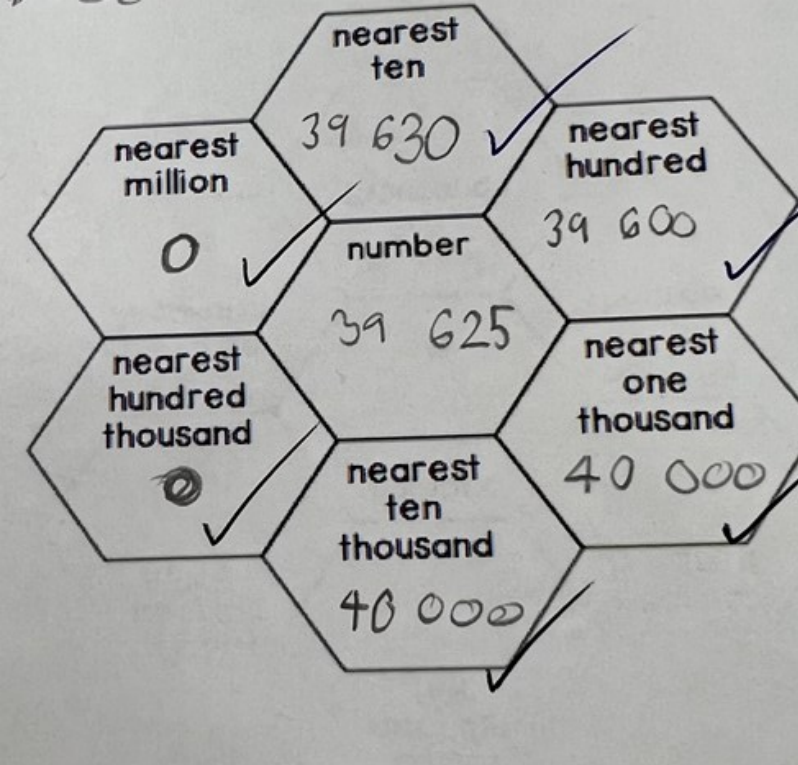 nearest
ten
39 630
nearest
million
0
nearest
hundred
39 600
number
39 625
nearest
hundred
thousand
0
nearest
one
thousand
40 000
nearest
ten
thousand
40 000